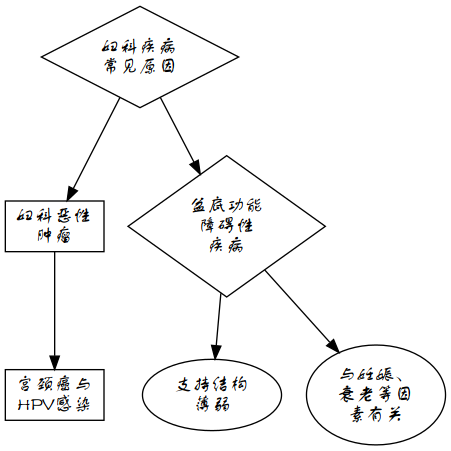 妇科疾病
常见原因
妇科恶性
肿瘤
盆底功能
障碍性
疾病
宫颈癌与
HPV感染
支持结构
薄弱
与妊娠、
衰老等因
素有关